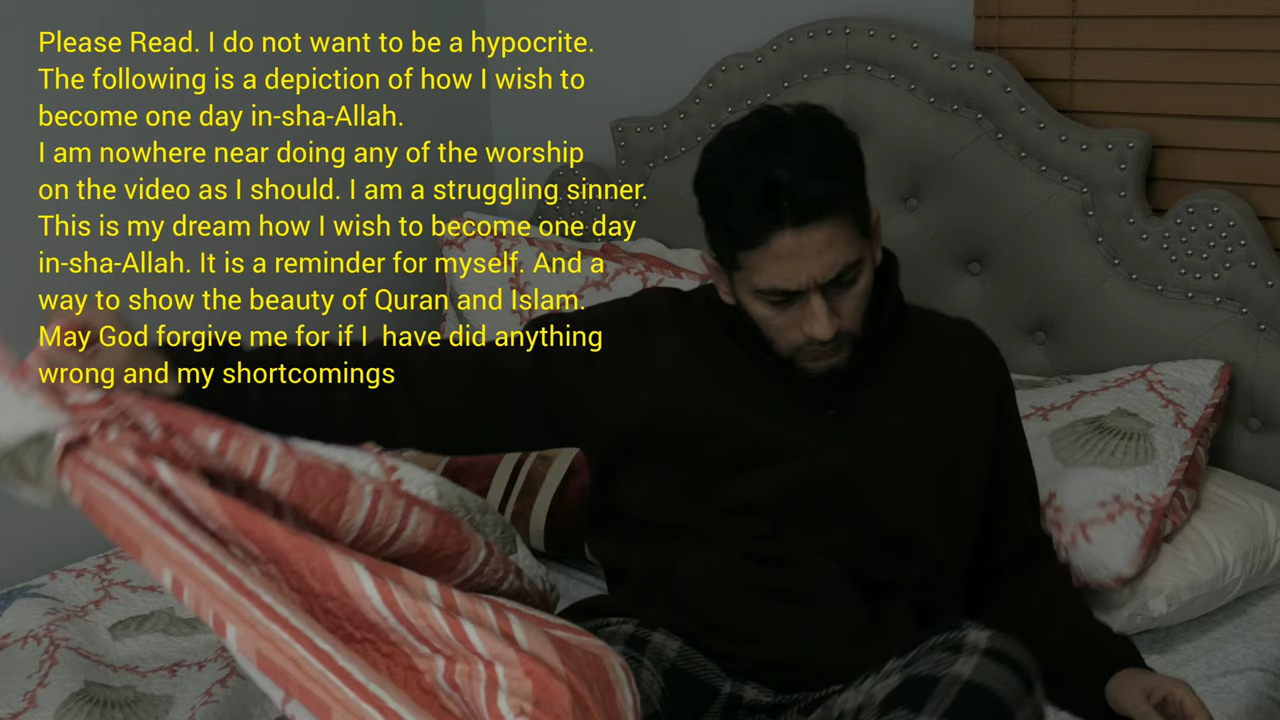 Please Read. I do not want to be a hypocrite.
The following is a depiction of how I wish to
become one day in-sha-Allah.
I am nowhere near doing any of the worship
on the video as I should. I am a struggling sinner.
This is my dream how I wish to become one day
in-sha-Allah. It is a reminder for myself. And a
way to show the beauty of Quran and Islam.
May God forgive me for if I  have did anything
wrong and my shortcomings